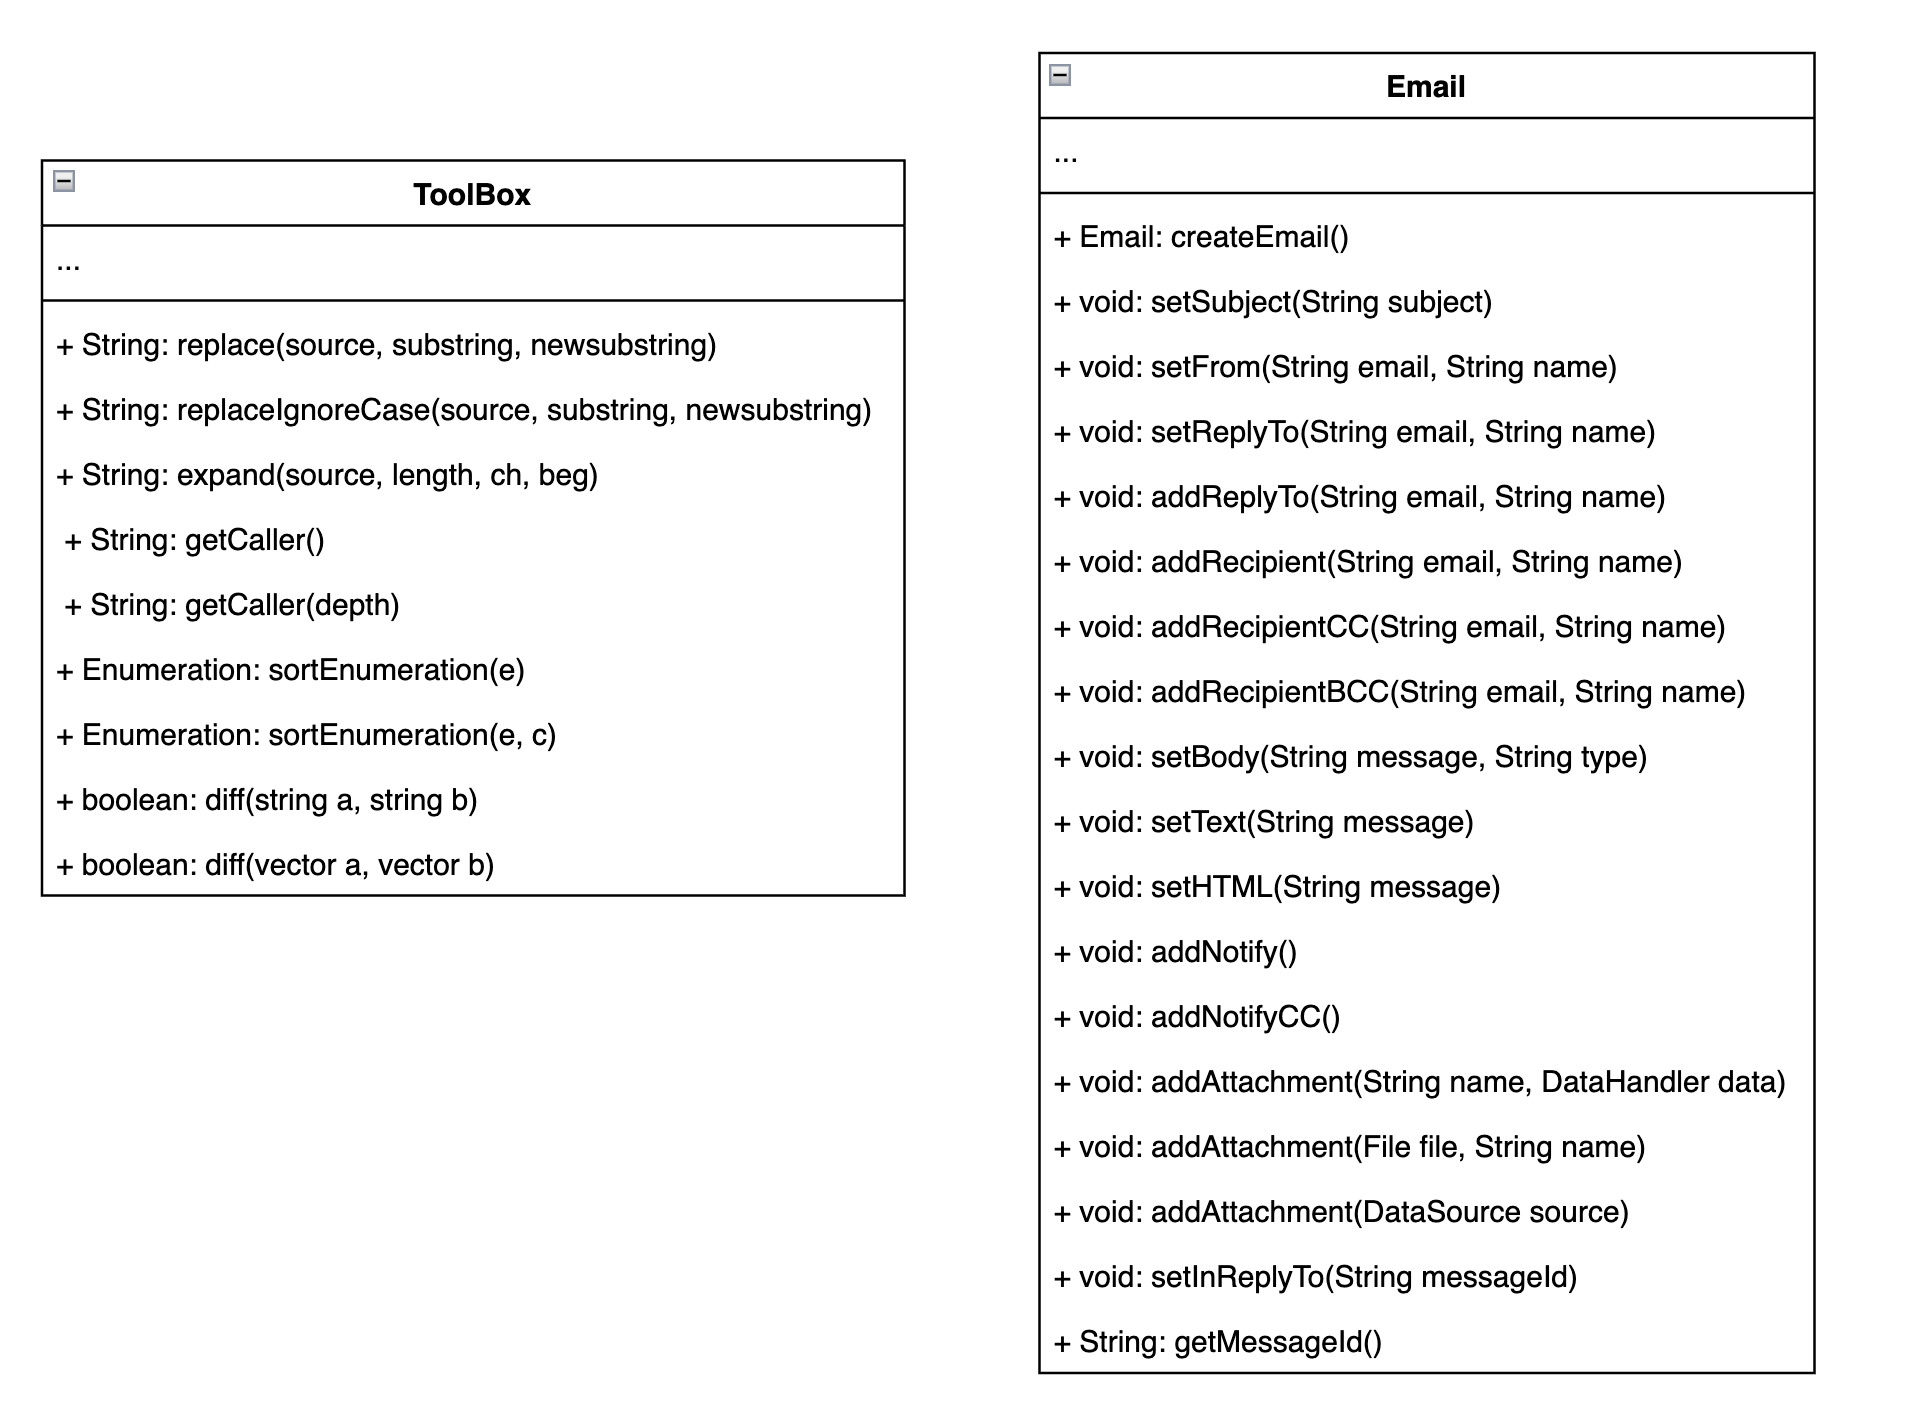 ToolBox
...
+ String: replace(source, substring, newsubstring)
+ String: replaceIgnoreCase(source, substring, newsubstring)
+ String: expand(source, length, ch, beg)
+ String: getCaller()
+ String: getCaller(depth)
+ Enumeration: sortEnumeration(e)
+ Enumeration: sortEnumeration(e, c)
+ boolean: diff(string a, string b)
+ boolean: diff(vector a, vector b)
Email
...
+ Email: createEmail()
+ void: setSubject(String subject)
+ void: setFrom(String email, String name)
+ void: setReplyTo(String email, String name)
+ void: addReplyTo(String email, String name)
+ void: addRecipient(String email, String name)
+ void: addRecipientCC(String email, String name)
+ void: addRecipientBCC(String email, String name)
+ void: setBody(String message, String type)
+ void: setText(String message)
+ void: setHTML(String message)
+ void: addNotify()
+ void: addNotifyCC()
+ void: addAttachment(String name, DataHandler data)
+ void: addAttachment(File file, String name)
+ void: addAttachment(DataSource source)
+ void: setInReplyTo(String messageId)
+ String: getMessageId()